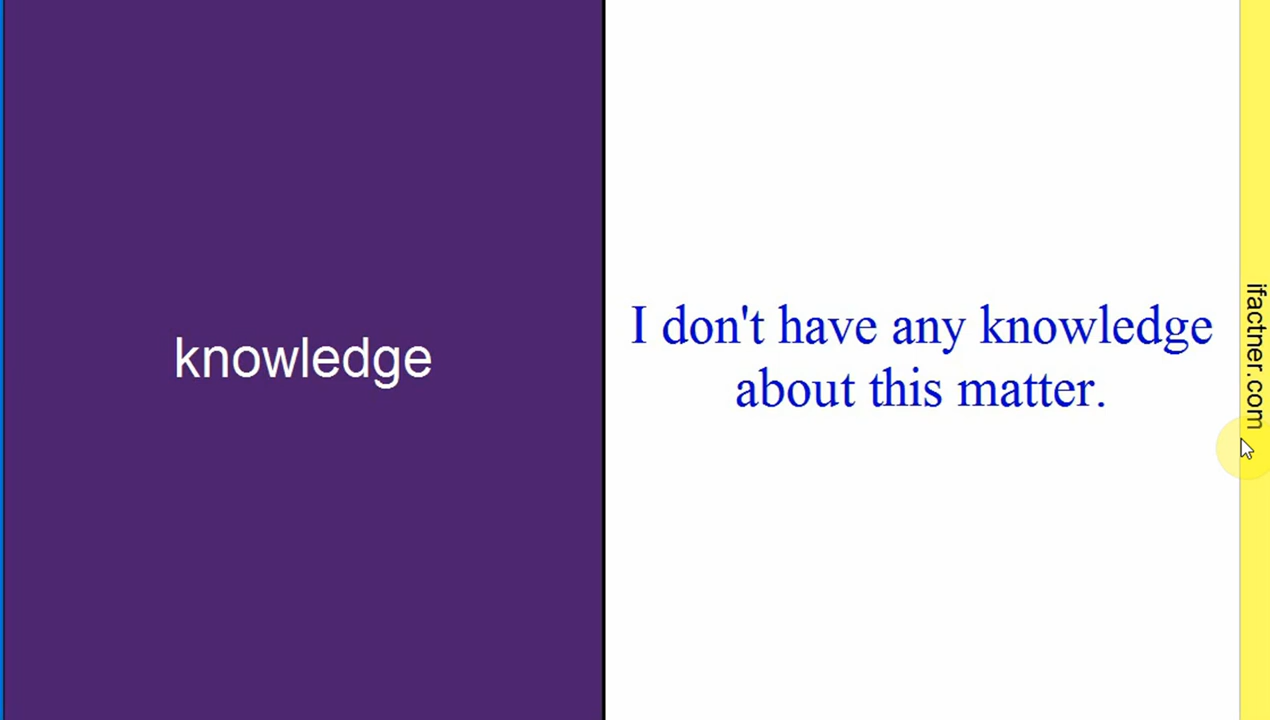 knowledge
I don't have any knowledge
about this matter.
ifactner.com